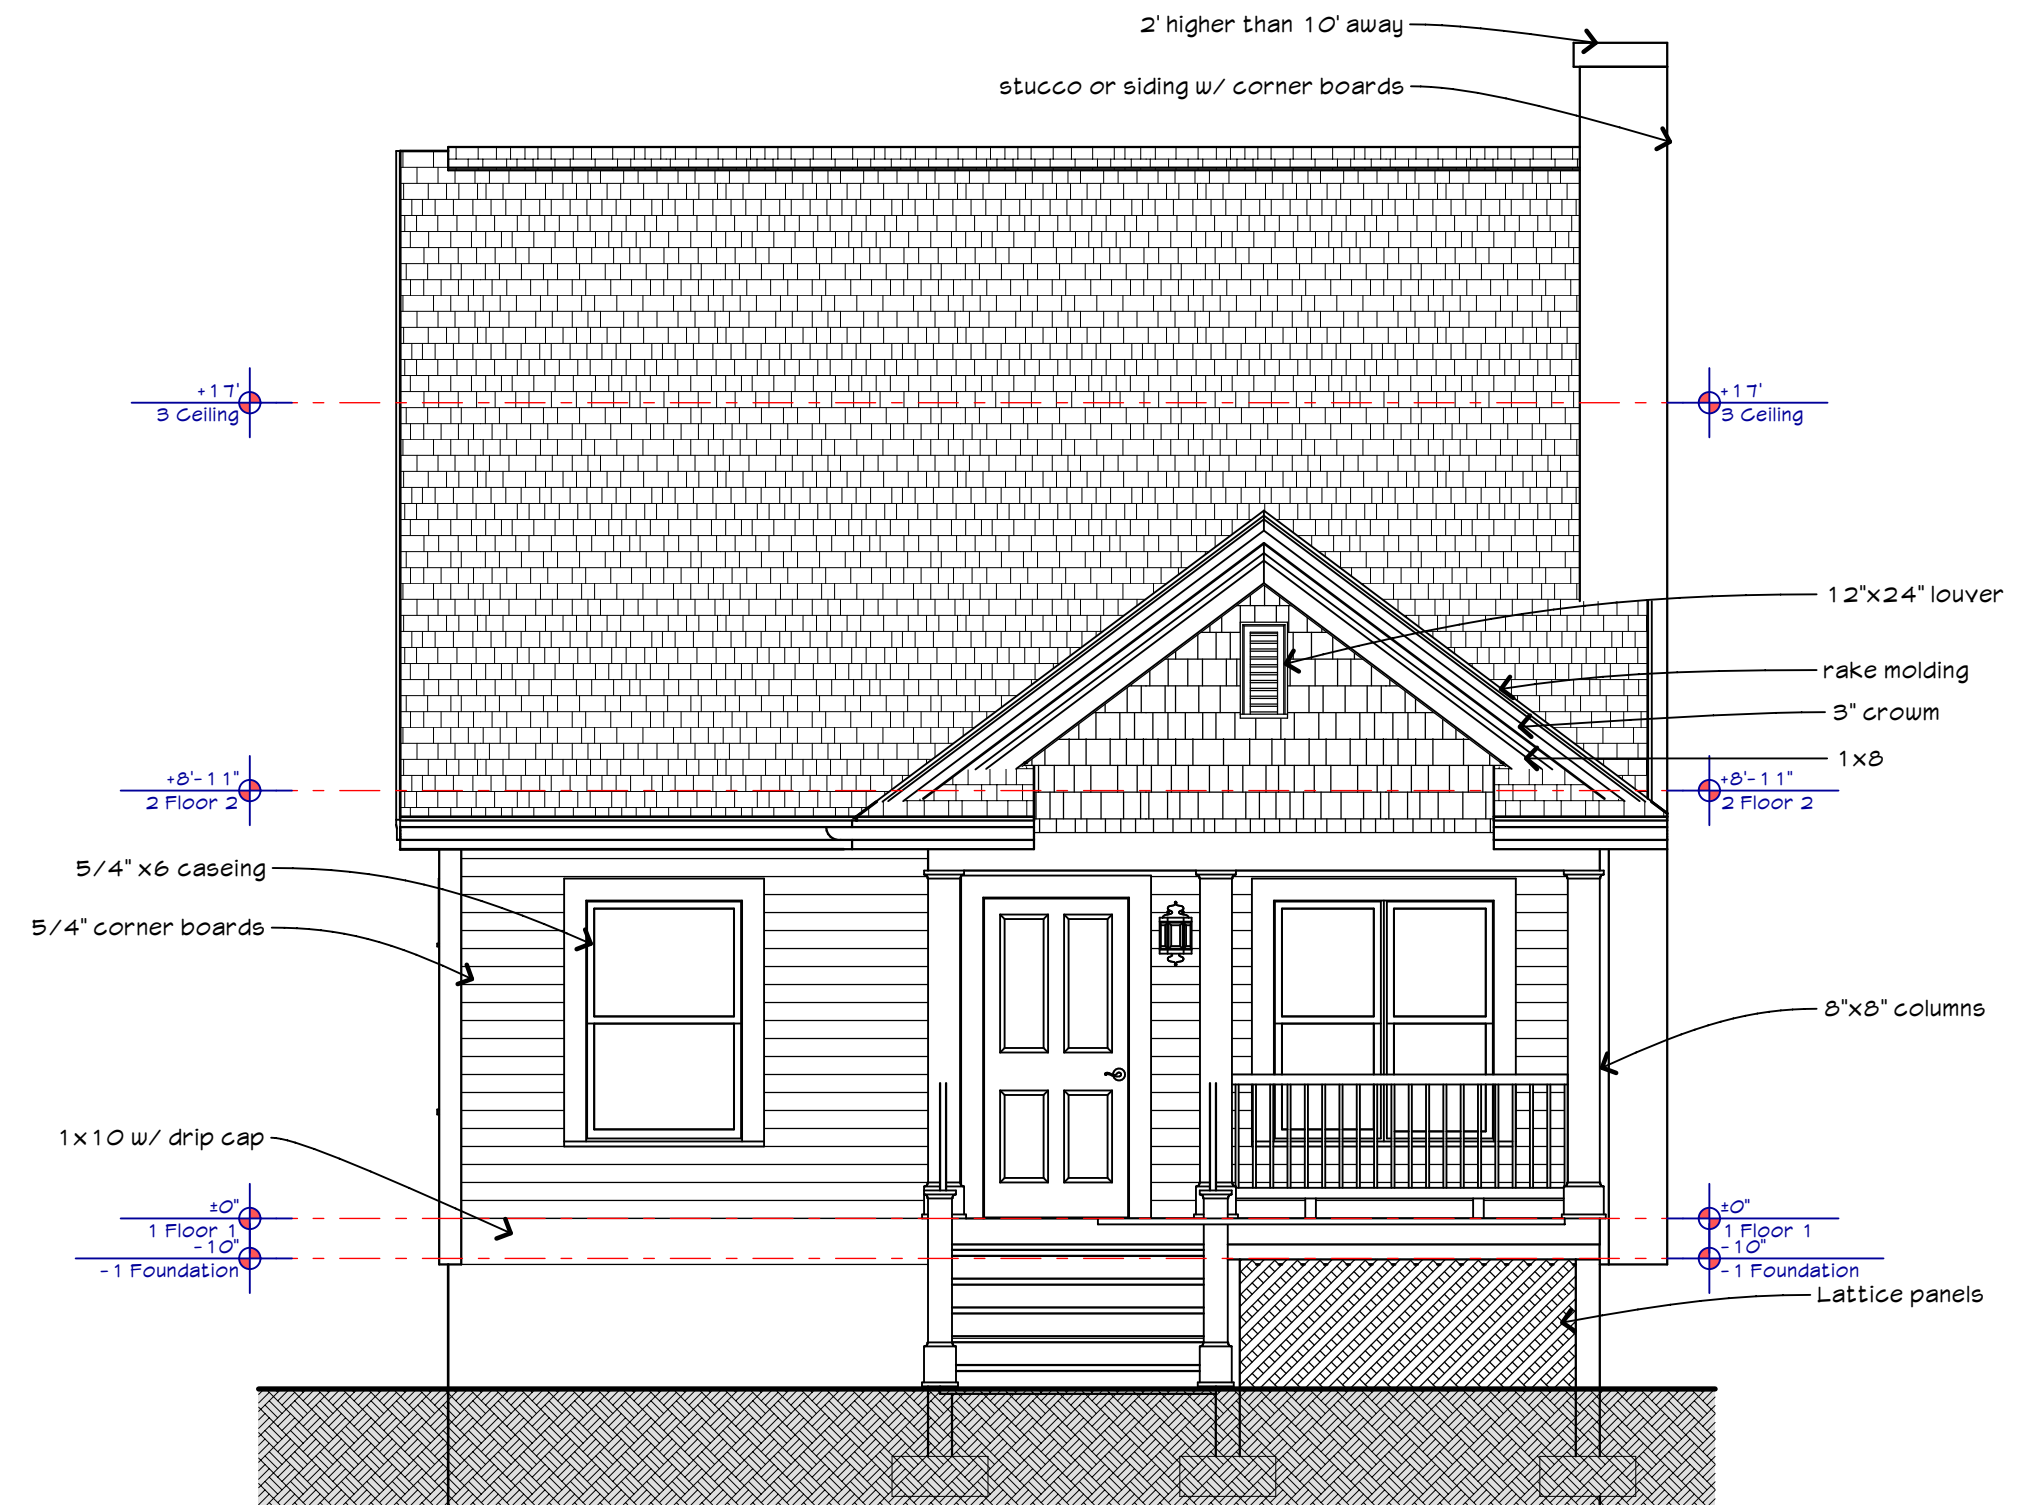 2' higher than 10' away
stucco or siding w/ corner boards
+17'
3 Ceiling
+17'
3 Ceiling
12"x24" louver
rake molding
3" crowm
1x8
+8'-11"
2 Floor 2
+8'-11"
2 Floor 2
5/4" x6 caseing
5/4" corner boards
8"x8" columns
1x10 w/ drip cap
±0"
1 Floor 1
-10"
-1 Foundation
±0"
1 Floor 1
-10"
-1 Foundation
Lattice panels